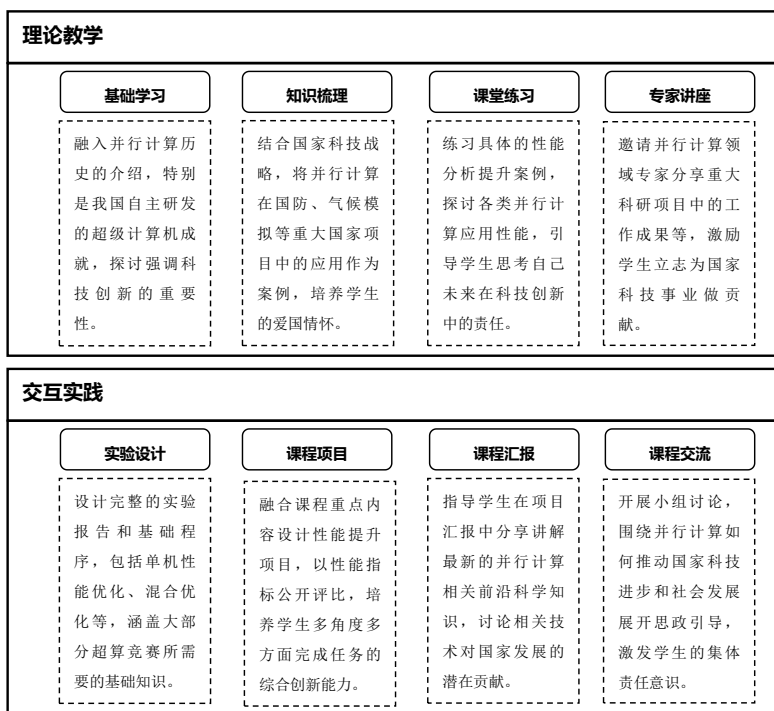 理论教学
基础学习
知识梳理
课堂练习
专家讲座
融入并行计算历
史的介绍，特别
是我国自主研发
的超级计算机成
就，探讨强调科
技创新的重要
性。
结合国家科技战
略，将并行计算
在国防、气候模
拟等重大国家项
目中的应用作为
案例，培养学生
的爱国情怀。
练习具体的性能
分析提升案例，
探讨各类并行计
算应用性能，引
导学生思考自己
未来在科技创新
中的责任。
邀请并行计算领
域专家分享重大
科研项目中的工
作成果等，激励
学生立志为国家
科技事业做贡
献。
交互实践
实验设计
课程项目
课程汇报
课程交流
设计完整的实验
报告和基础程
序，包括单机性
能优化、混合优
化等，涵盖大部
分超算竞赛所需
要的基础知识。
融合课程重点内
容设计性能提升
项目，以性能指
标公开评比，培
养学生多角度多
方面完成任务的
综合创新能力。
指导学生在项目
汇报中分享讲解
最新的并行计算
相关前沿科学知
识，讨论相关技
术对国家发展的
潜在贡献。
开展小组讨论，
围绕并行计算如
何推动国家科技
进步和社会发展
展开思政引导，
激发学生的集体
责任意识。